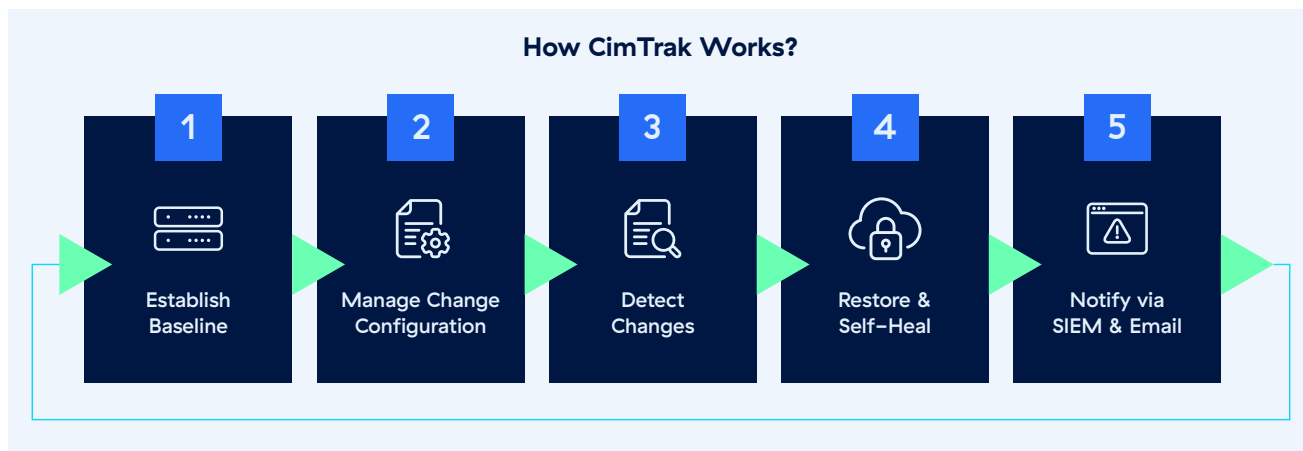 How CimTrak Works?
1
2
3
4
5
Establish
Baseline
Manage Change
Configuration
Detect
Changes
Restore &
Self-Heal
Notify via
SIEM & Email